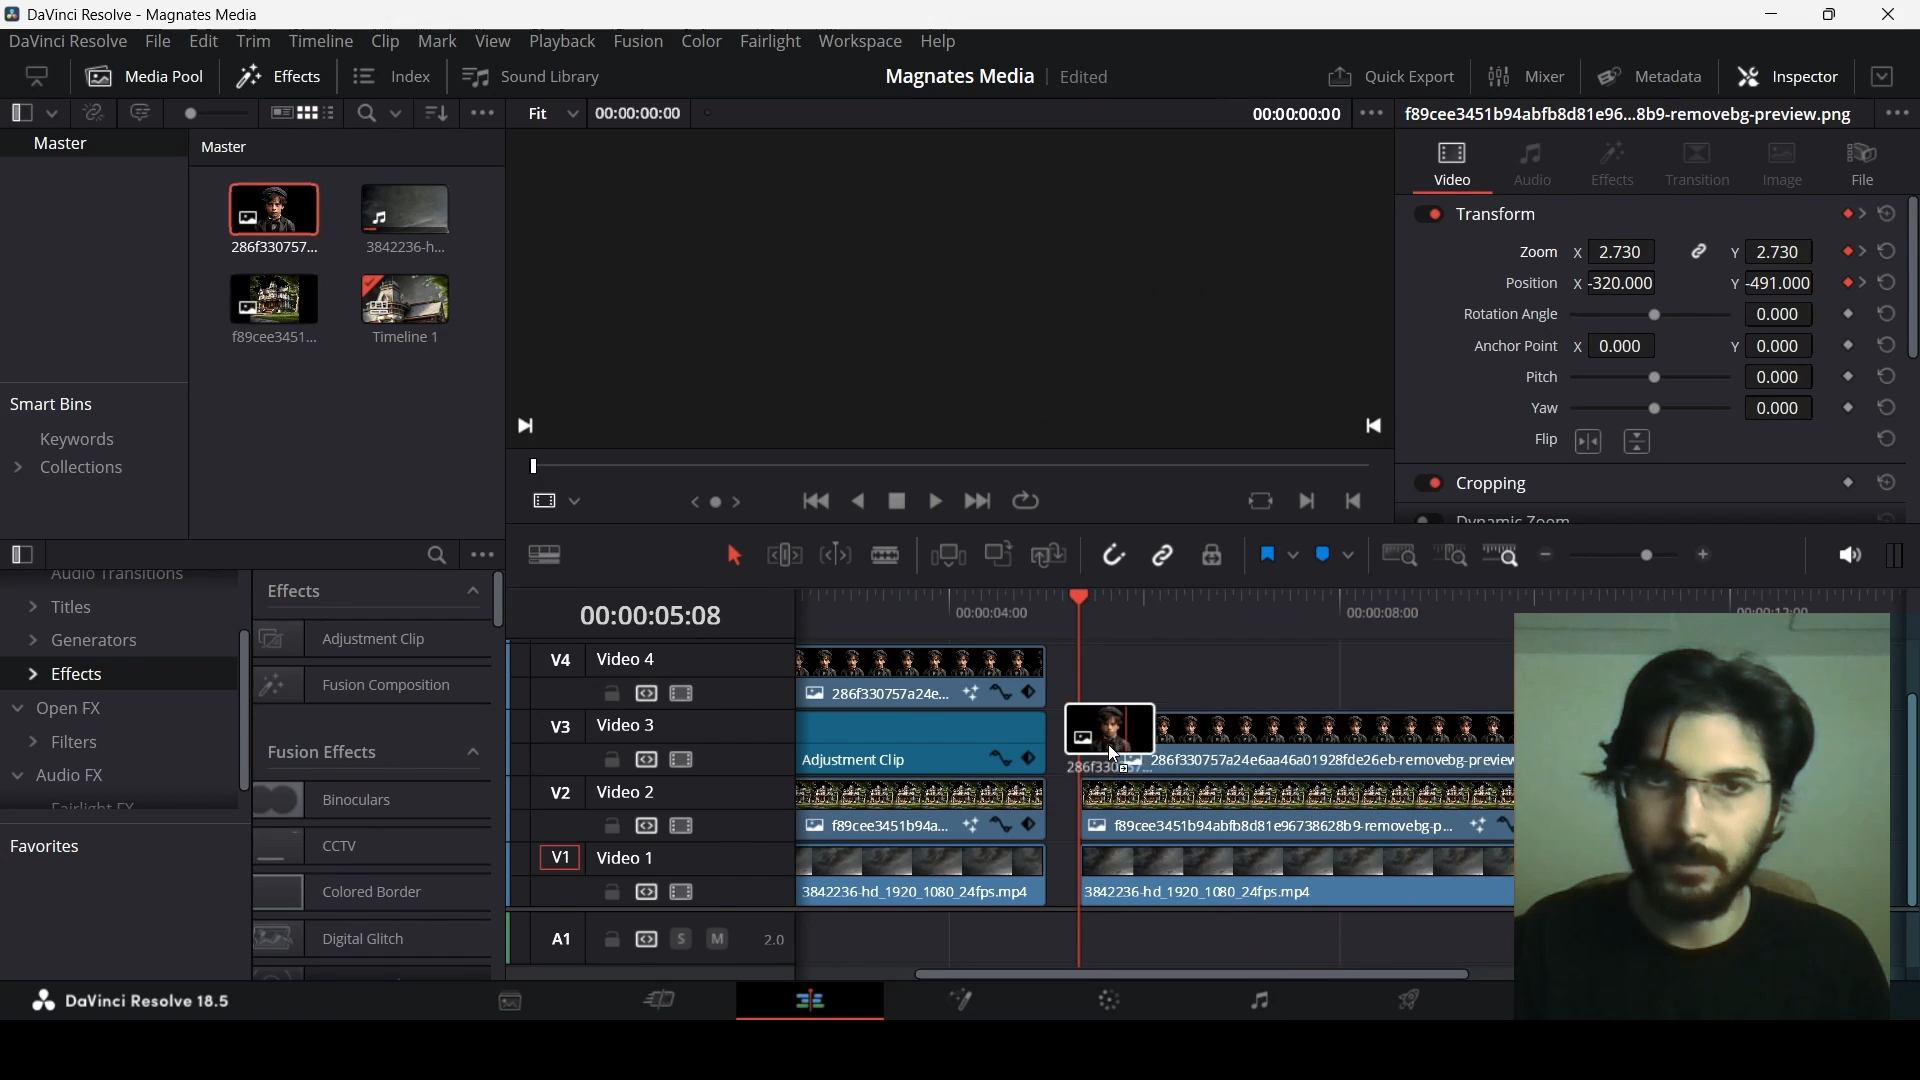 DaVinci Resolve - Magnates Media
DaVinci Resolve File Edit Trim Timeline Clip Mark View Playback Fusion Color Fairlight Workspace Help
Media Pool Effects Index Sound Library Magnates Media Edited Quick Export Mixer Metadata Inspector
Fit 00:00:00:00 00:00:00:00 f89cee3451b94abfb8d81e96...8b9-removebg-preview.png
Master Master
Video Audio Effects Transition Image File
Transform
286f330757... 3842236-h...
Zoom X 2.730 Y 2.730
Position X -320.000 Y -491.000
Rotation Angle 0.000
f89cee3451... Timeline 1
Anchor Point X 0.000 Y 0.000
Pitch 0.000
Yaw 0.000
Smart Bins
Flip
Keywords
Collections
Cropping
Dynamic Zoom
Audio Transitions
Effects
Titles
00:00:05:08 00:00:04:00 00:00:08:00 00:00:12:00
Generators Adjustment Clip
V4 Video 4
Effects Fusion Composition
286f330757a24e...
Open FX
V3 Video 3
Filters Fusion Effects
Adjustment Clip 286f330757a24e6aa46a01928fde26eb-removebg-preview
Audio FX
V2 Video 2
Fairlight FX Binoculars
f89cee3451b94a... f89cee3451b94abfb8d81e96738628b9-removebg-p...
Favorites CCTV
V1 Video 1
Colored Border
3842236-hd_1920_1080_24fps.mp4 3842236-hd_1920_1080_24fps.mp4
Digital Glitch
A1 S M 2.0
DaVinci Resolve 18.5